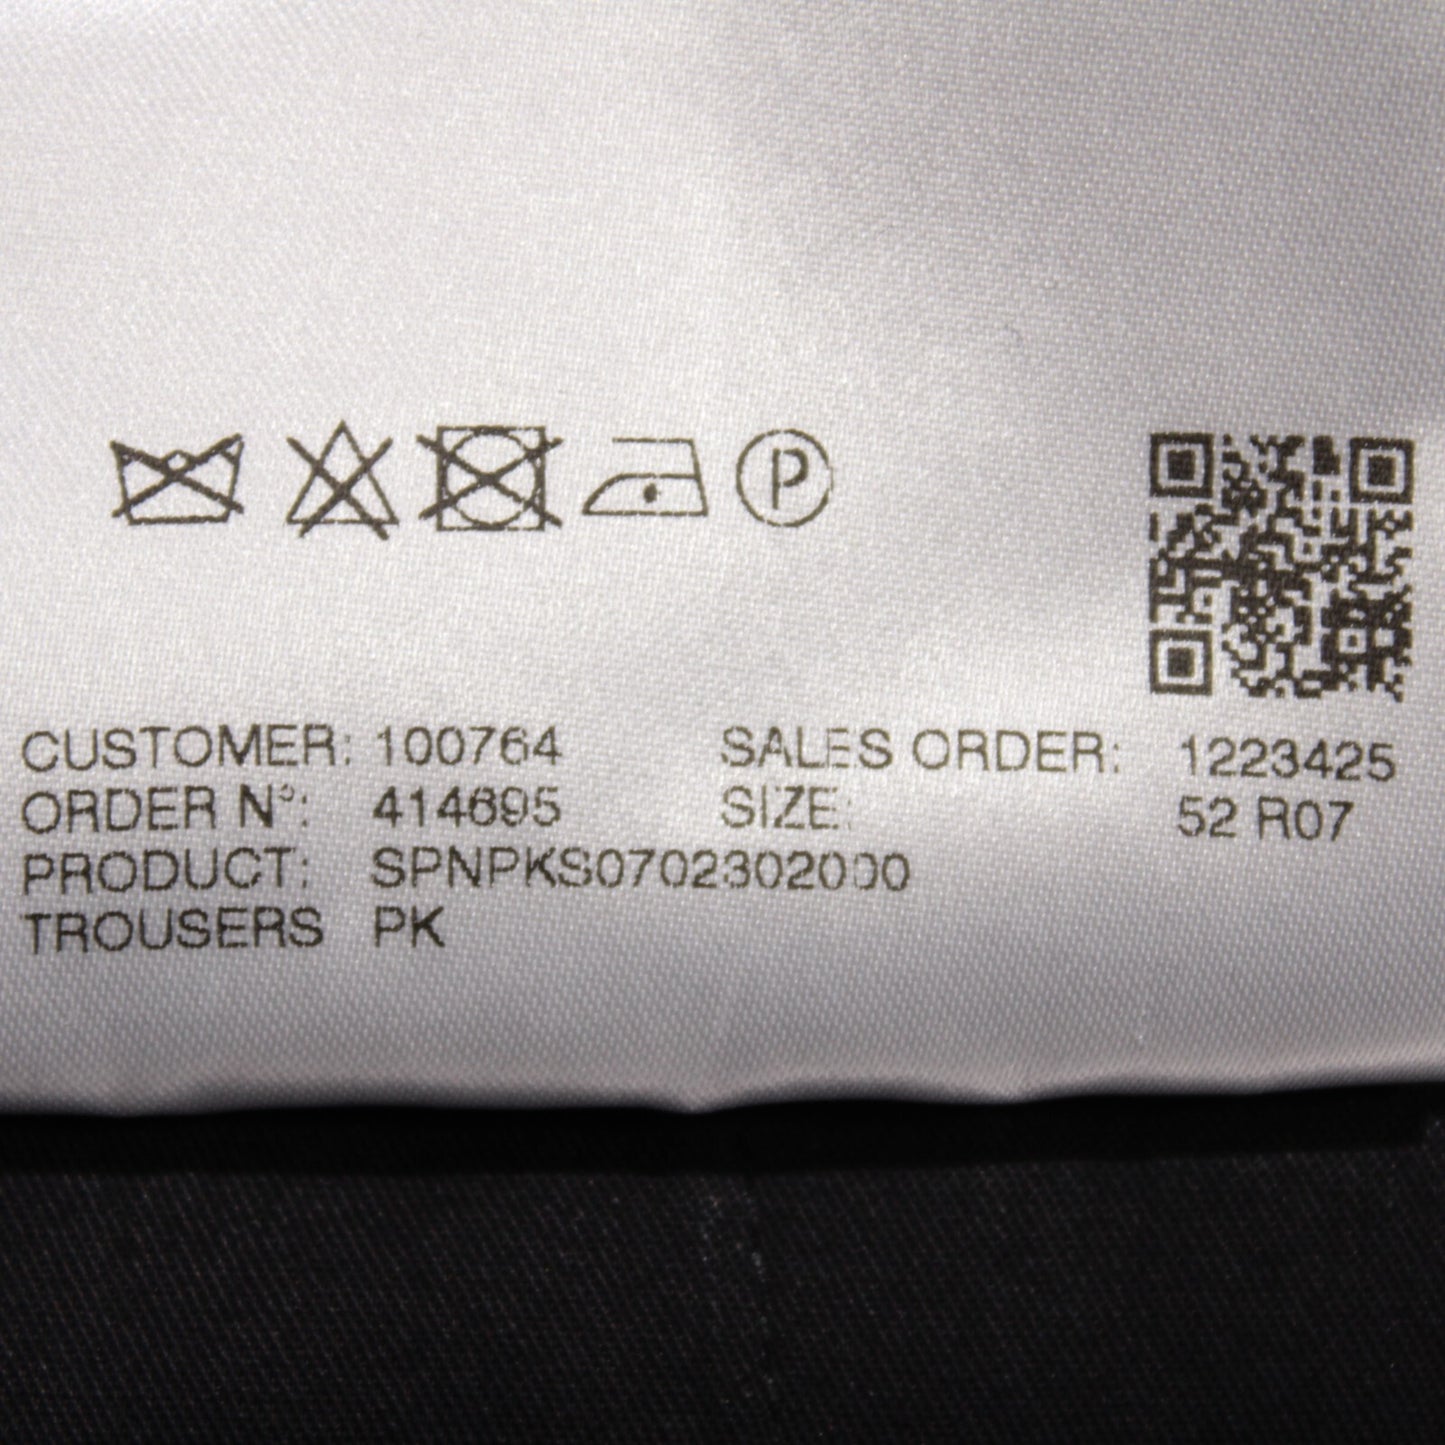 P
CUSTOMER: 100764 SALES ORDER: 1223425
ORDER N°: 414695 SIZE: 52 R07
PRODUCT: SPNPKS0702302000
TROUSERS PK